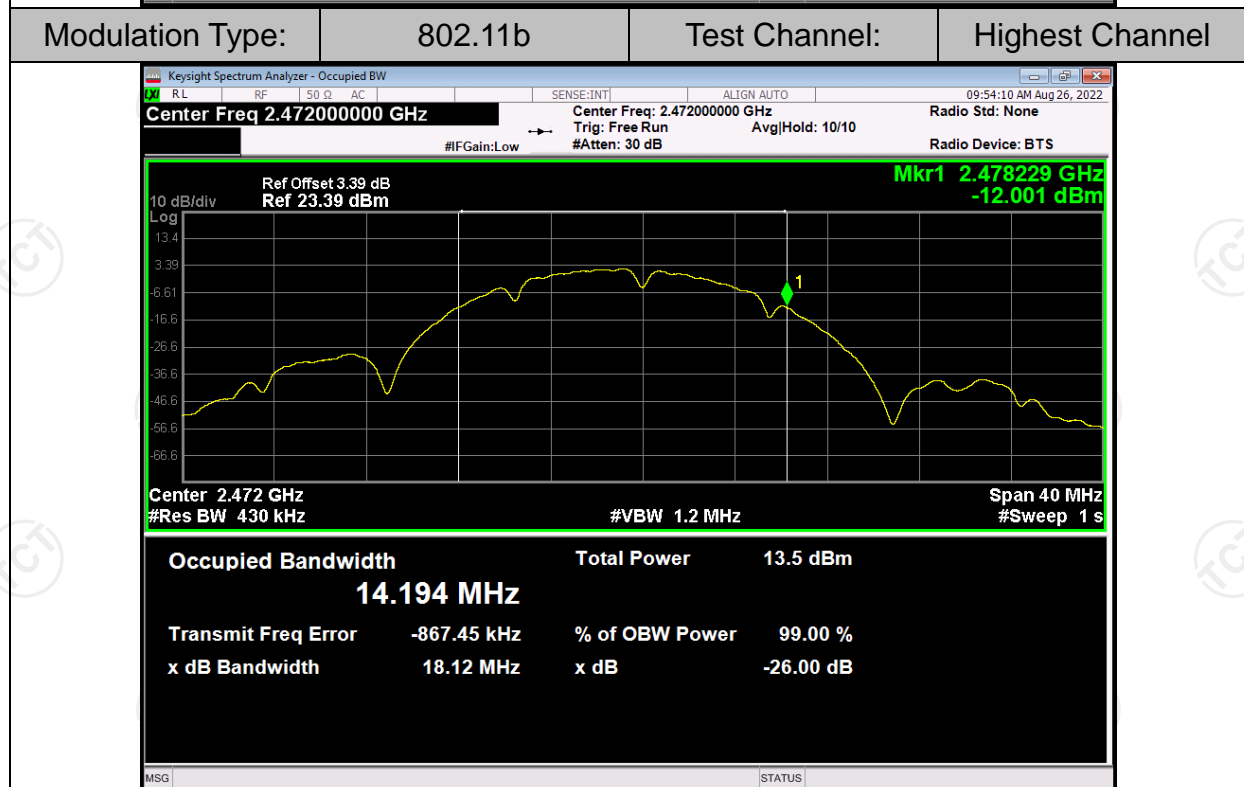 Modulation Type: 802.11b Test Channel: Highest Channel
Keysight Spectrum Analyzer - Occupied BW
LXI RL RF 50 Ω AC SENSE:INT ALIGN AUTO 09:54:10 AM Aug 26, 2022
Center Freq 2.472000000 GHz Center Freq: 2.472000000 GHz Radio Std: None
Trig: Free Run Avg|Hold: 10/10
#IFGain:Low #Atten: 30 dB Radio Device: BTS
Mkr1 2.478229 GHz
Ref Offset 3.39 dB
10 dB/div Ref 23.39 dBm -12.001 dBm
Log
13.4
3.39
-6.61
-16.6
-26.6
-36.6
-46.6
-56.6
-66.6
1
Center 2.472 GHz Span 40 MHz
#Res BW 430 kHz #VBW 1.2 MHz #Sweep 1 s
Occupied Bandwidth Total Power 13.5 dBm
14.194 MHz
Transmit Freq Error -867.45 kHz % of OBW Power 99.00 %
x dB Bandwidth 18.12 MHz x dB -26.00 dB
MSG STATUS
TCT
TCT
TCT
TCT